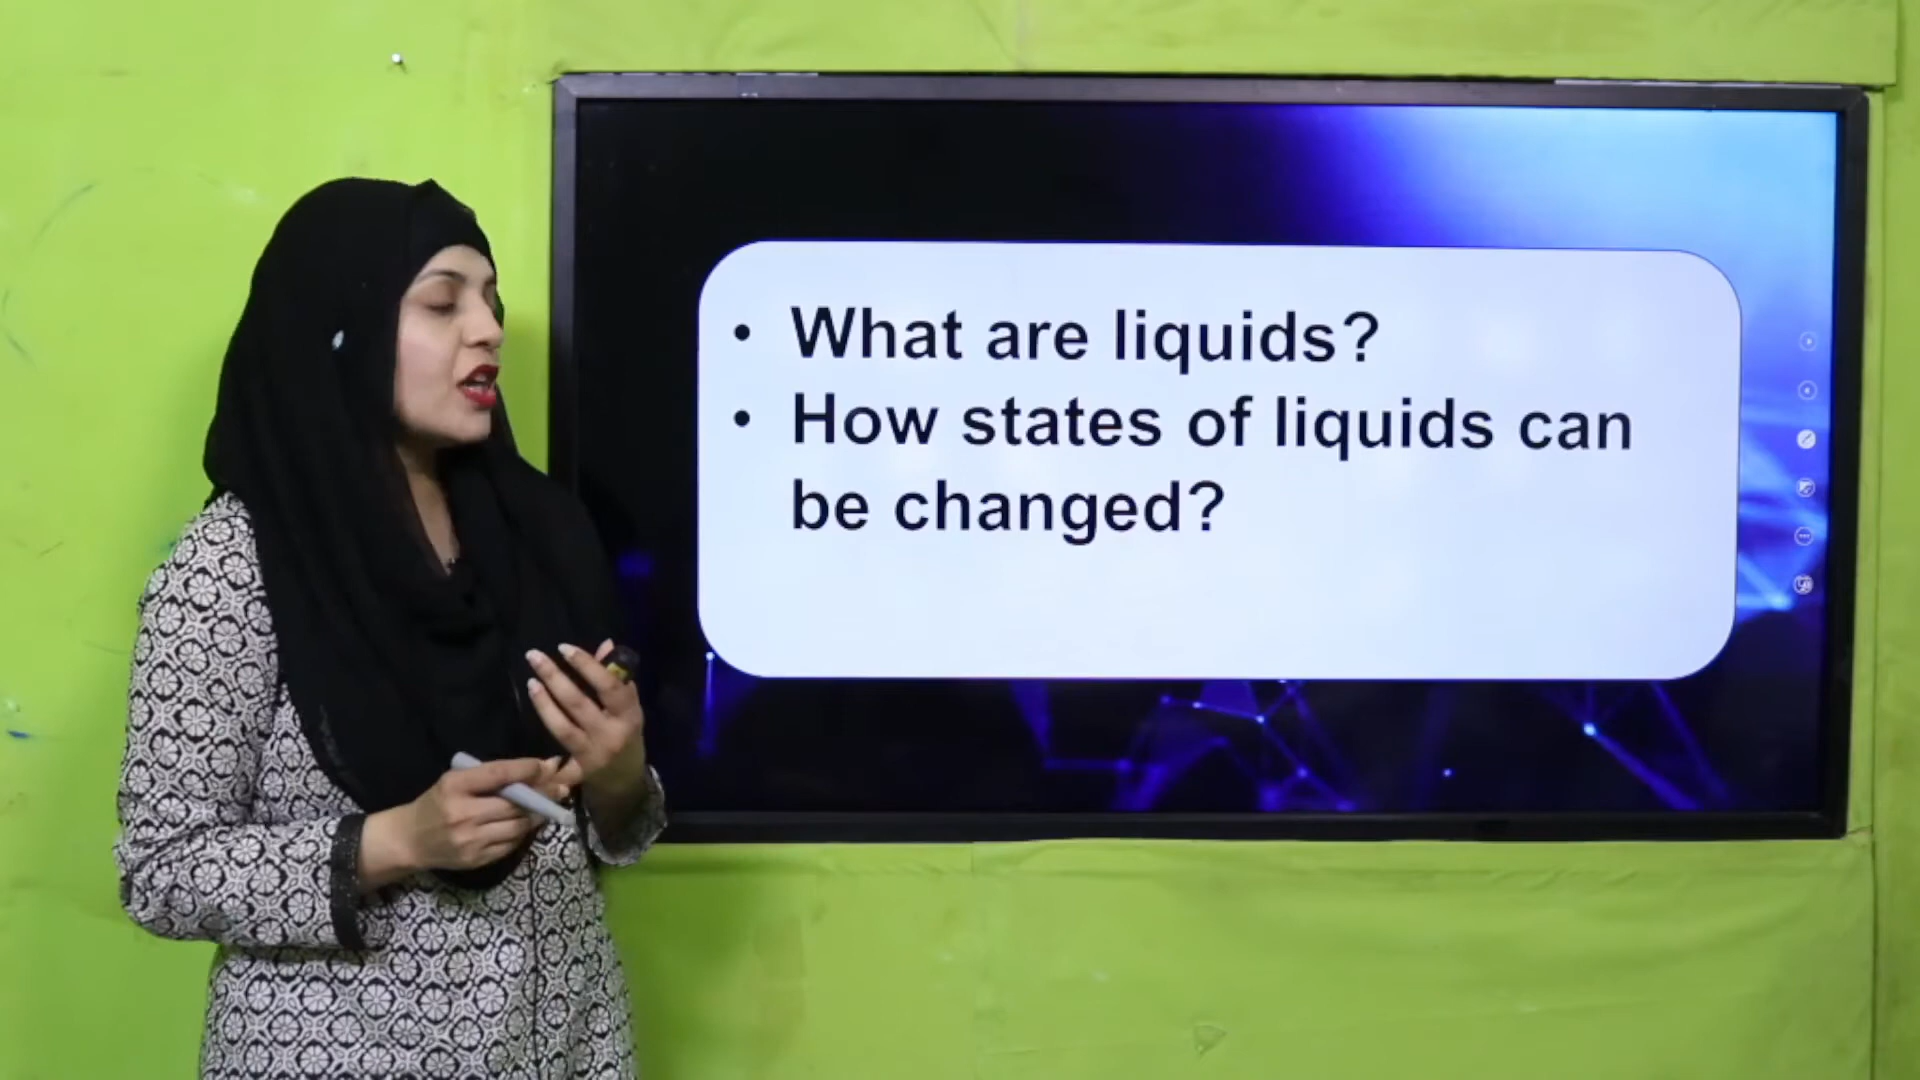 • What are liquids?
• How states of liquids can
be changed?